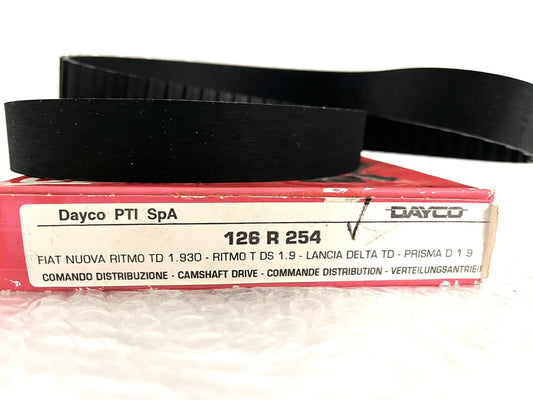 Dayco PTI SpA DAYCO
126 R 254
FIAT NUOVA RITMO TD 1.930 - RITMO T DS 1.9 - LANCIA DELTA TD - PRISMA D 1.9
COMANDO DISTRIBUZIONE - CAMSHAFT DRIVE - COMMANDE DISTRIBUTION - VERTEILUNGSANTRIEB